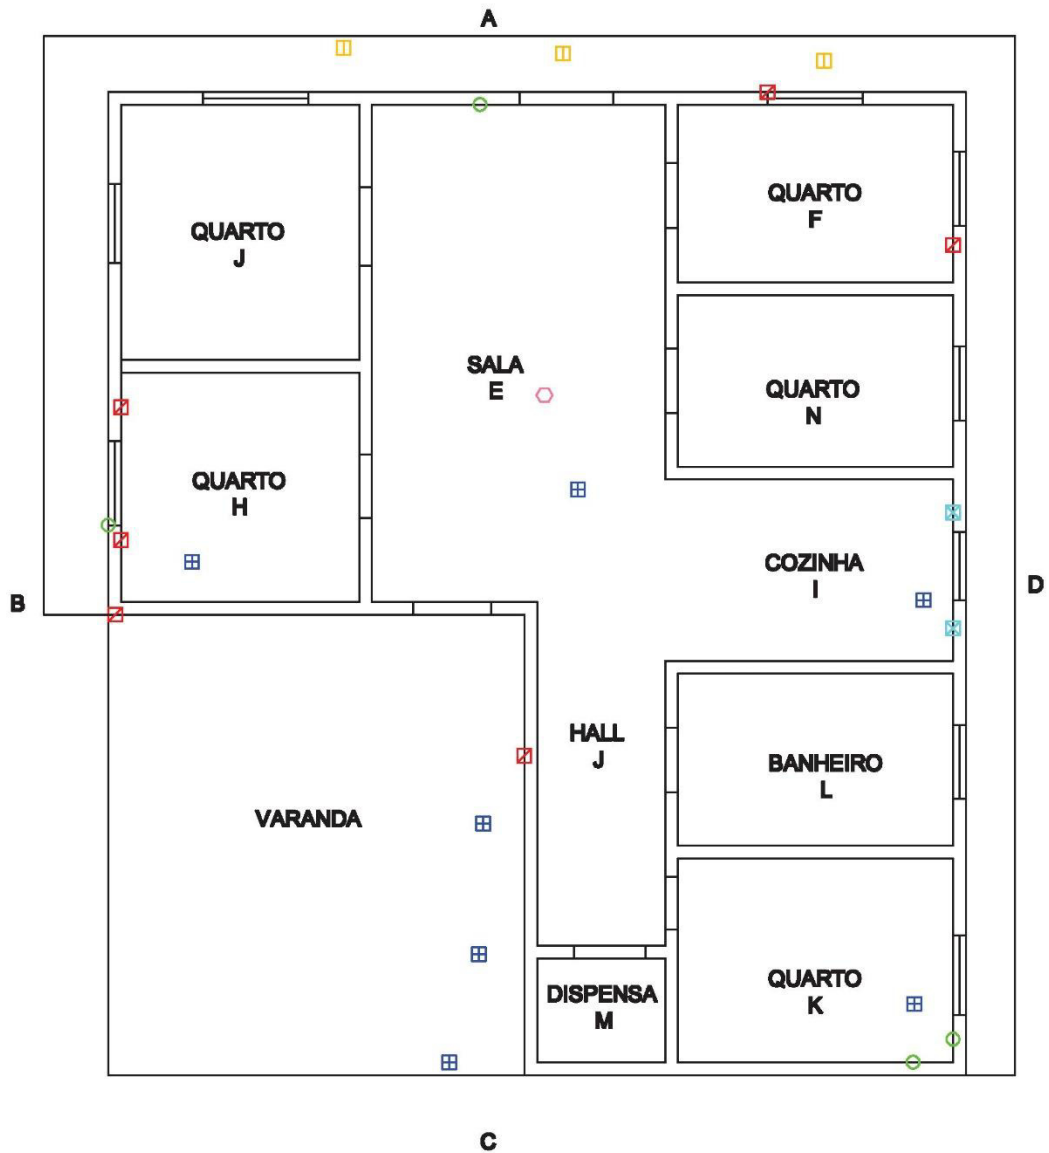 A
QUARTO
J
QUARTO
F
SALA
E
QUARTO
N
QUARTO
H
COZINHA
I
B
D
HALL
J
BANHEIRO
L
VARANDA
DISPENSA
M
QUARTO
K
C